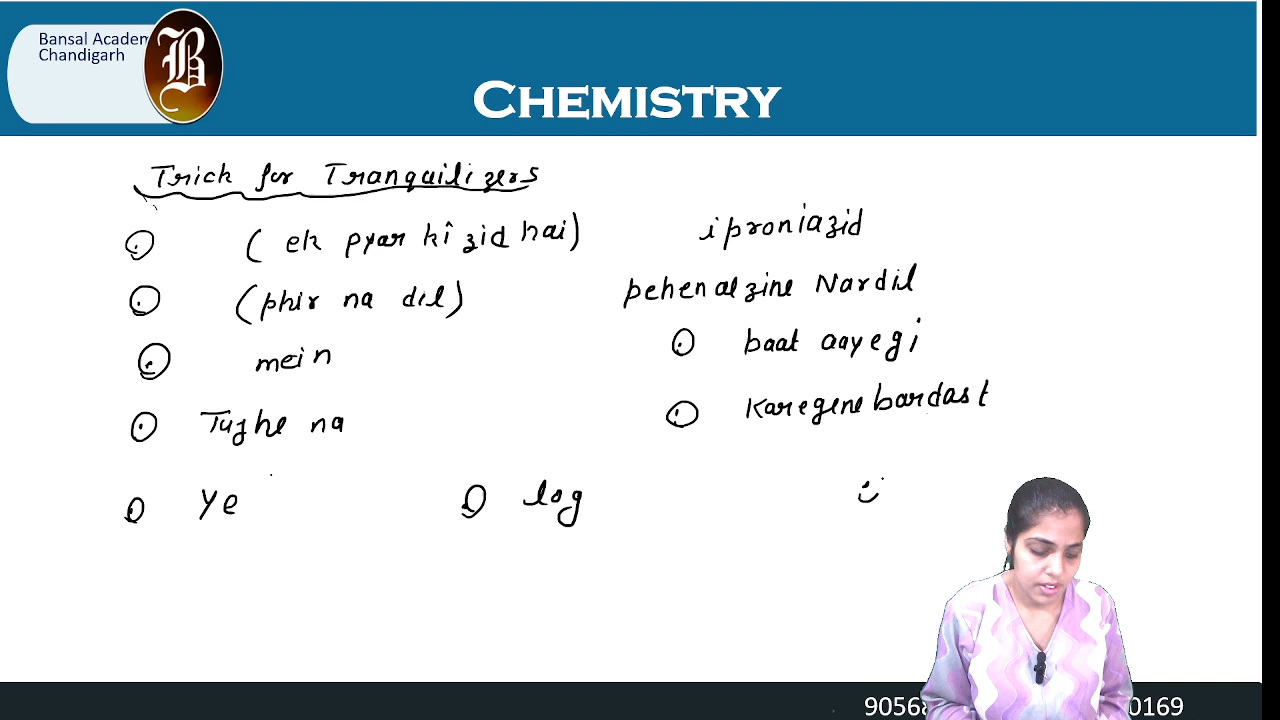 Bansal Academ
Chandigarh
B
CHEMISTRY
Trick for Tranquilizers
(ek pyar ki zid hai) iproniazid
(phir na dil) pehenalzine Nardil
mein baat aayegi
Tujhe na Karegene bardast
ye log
9056 0169